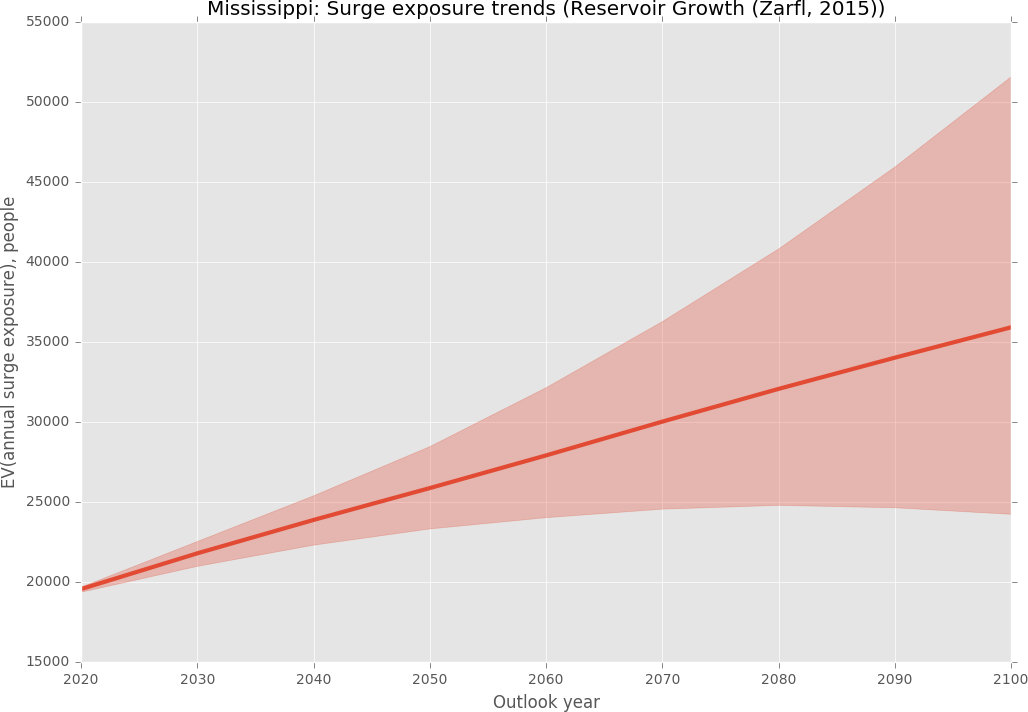 Mississippi: Surge exposure trends (Reservoir Growth (Zarfl, 2015))
55000
50000
45000
40000
35000
30000
25000
20000
15000
EV(annual surge exposure), people
2020 2030 2040 2050 2060 2070 2080 2090 2100
Outlook year